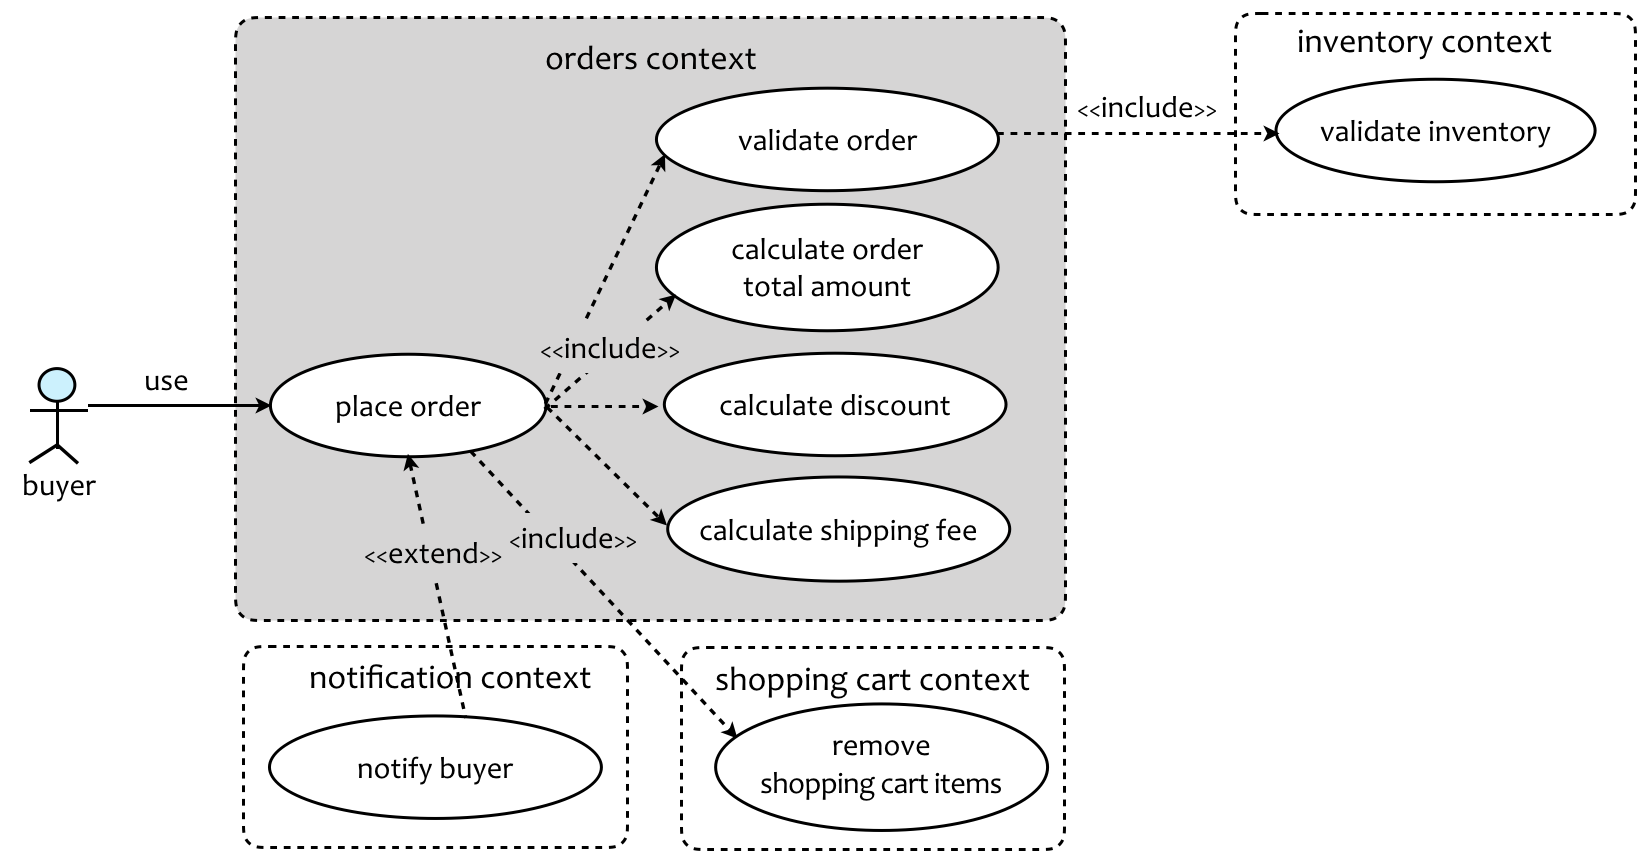 orders context
inventory context
validate order
<<include>>
validate inventory
calculate order
total amount
<<include>>
use
place order
calculate discount
buyer
calculate shipping fee
<<extend>>
<include>>
notification context
shopping cart context
notify buyer
remove
shopping cart items